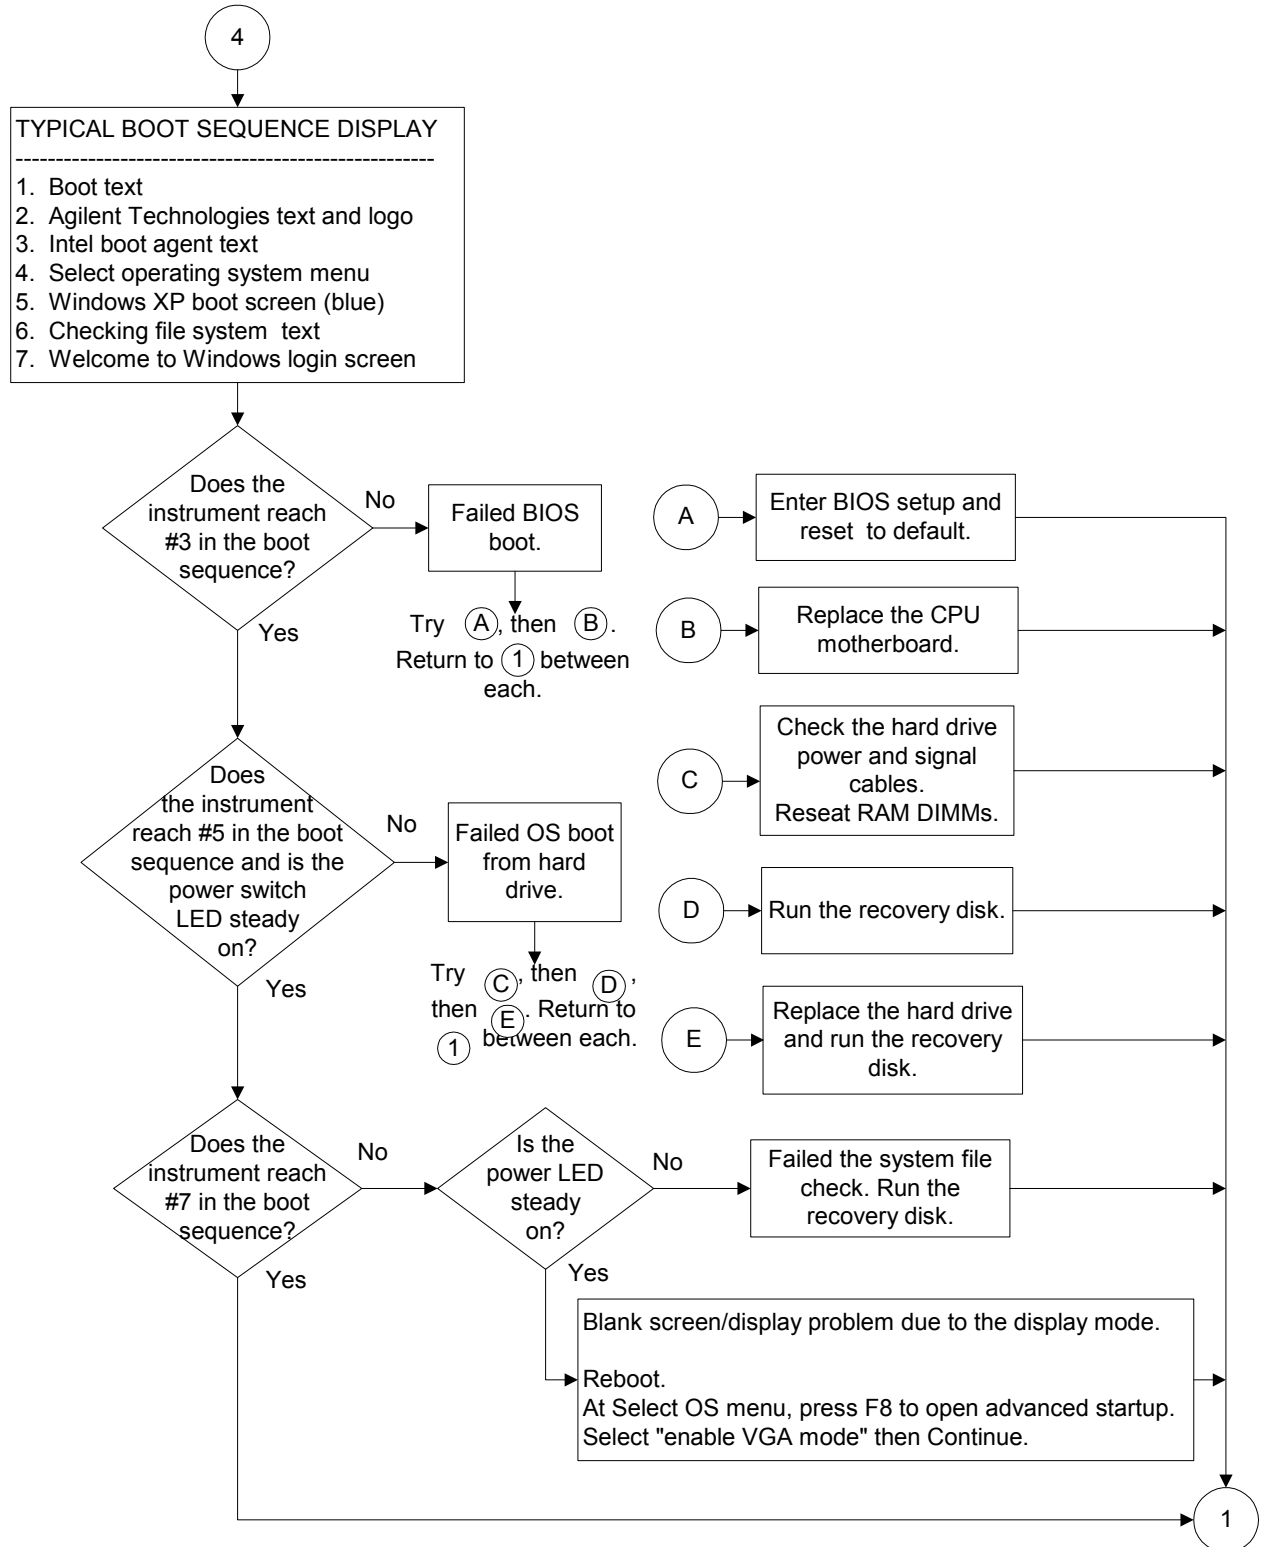 4
TYPICAL BOOT SEQUENCE DISPLAY
----------------------------------------------------
1. Boot text
2. Agilent Technologies text and logo
3. Intel boot agent text
4. Select operating system menu
5. Windows XP boot screen (blue)
6. Checking file system text
7. Welcome to Windows login screen
Does the
instrument reach
#3 in the boot
sequence?
No
Yes
Failed BIOS
boot.
Try A, then B.
Return to 1 between
each.
A
Enter BIOS setup and
reset to default.
B
Replace the CPU
motherboard.
C
Check the hard drive
power and signal
cables.
Reseat RAM DIMMs.
D
Run the recovery disk.
E
Replace the hard drive
and run the recovery
disk.
Does
the instrument
reach #5 in the boot
sequence and is the
power switch
LED steady
on?
No
Yes
Failed OS boot
from hard
drive.
Try C, then D,
then E. Return to
1 between each.
Does the
instrument reach
#7 in the boot
sequence?
No
Yes
Is the
power LED
steady
on?
No
Yes
Failed the system file
check. Run the
recovery disk.
Blank screen/display problem due to the display mode.
Reboot.
At Select OS menu, press F8 to open advanced startup.
Select "enable VGA mode" then Continue.
1